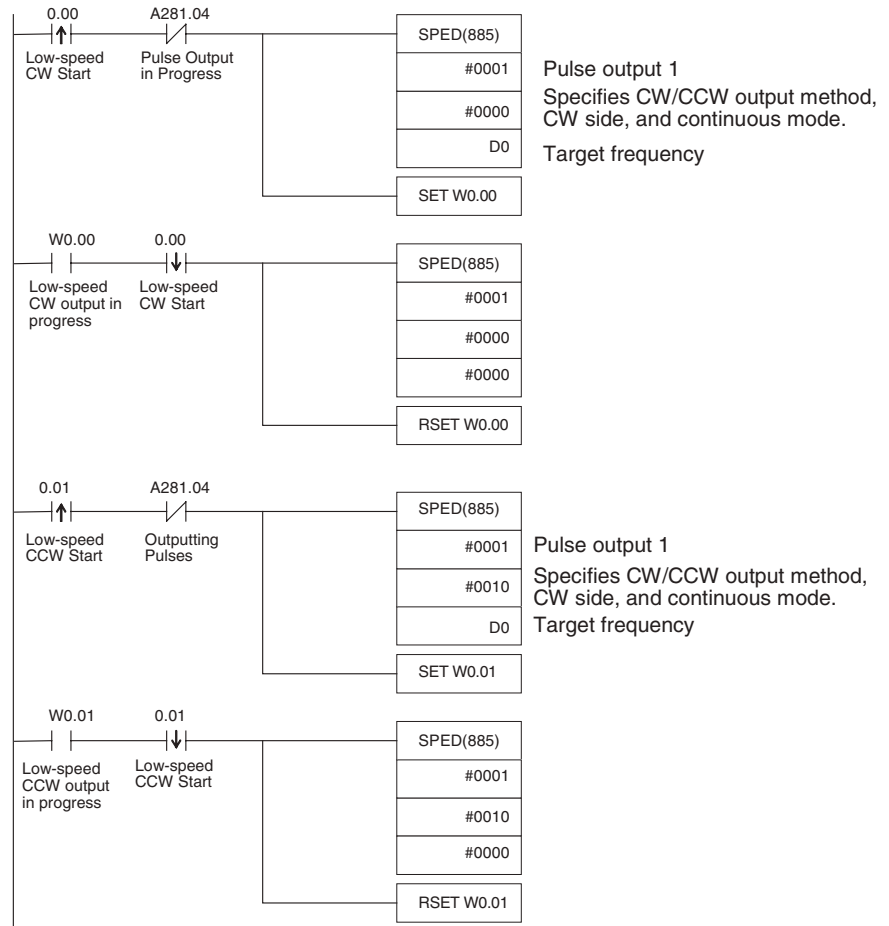 0.00 A281.04
Low-speed
CW Start
Pulse Output
in Progress
SPED(885)
#0001
Pulse output 1
#0000
Specifies CW/CCW output method,
CW side, and continuous mode.
D0
Target frequency
SET W0.00
W0.00 0.00
Low-speed
CW output in
progress
Low-speed
CW Start
SPED(885)
#0001
#0000
#0000
RSET W0.00
0.01 A281.04
Low-speed
CCW Start
Outputting
Pulses
SPED(885)
#0001
Pulse output 1
#0010
Specifies CW/CCW output method,
CW side, and continuous mode.
D0
Target frequency
SET W0.01
W0.01 0.01
Low-speed
CCW output
in progress
Low-speed
CCW Start
SPED(885)
#0001
#0010
#0000
RSET W0.01